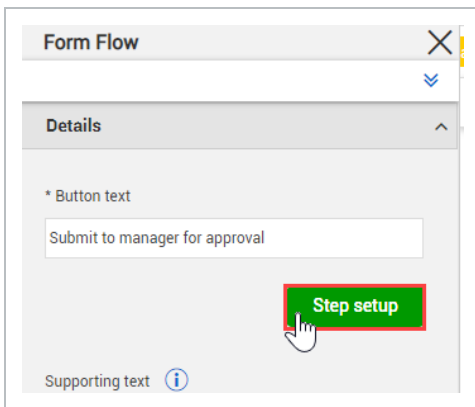 Form Flow
Details
* Button text
Submit to manager for approval
Step setup
Supporting text